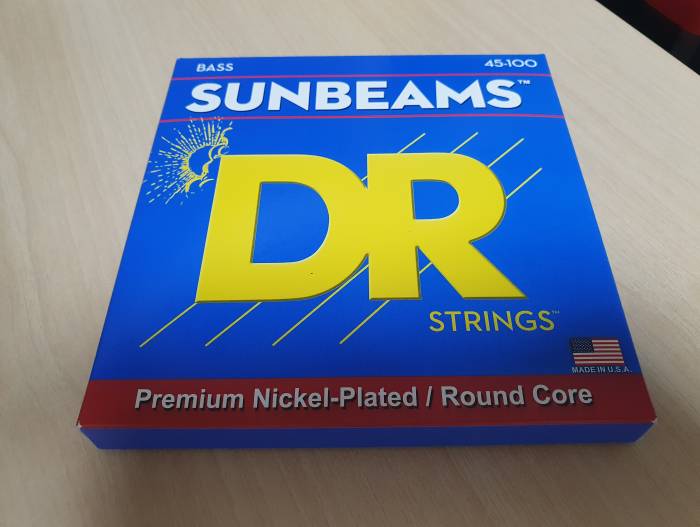 BASS 45-100
SUNBEAMS™
DR
STRINGS™
MADE IN U.S.A.
Premium Nickel-Plated / Round Core